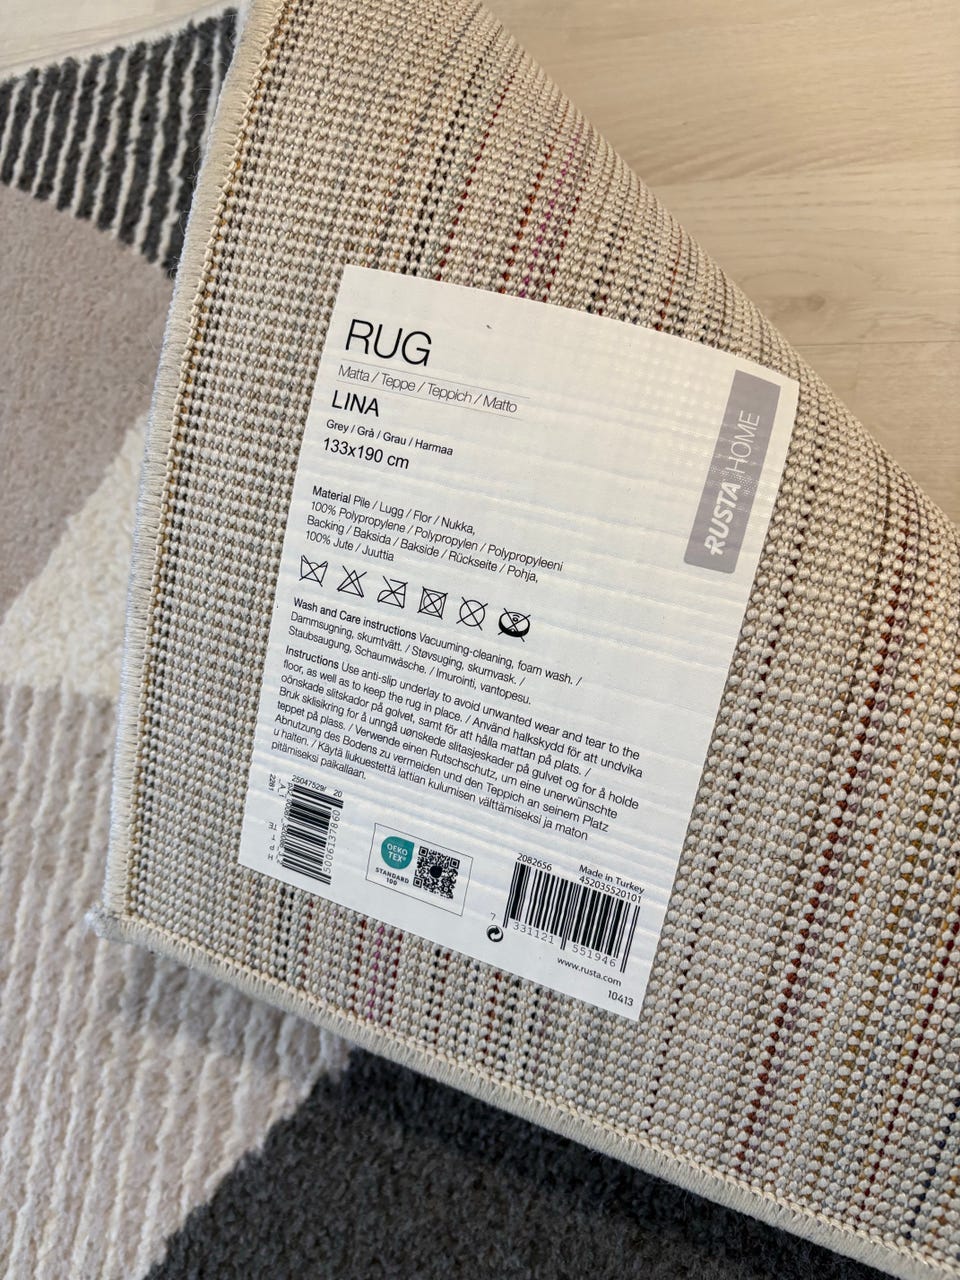 RUG
Matta / Teppe / Teppich / Matto
LINA
Grey / Grå / Grau / Harmaa
133x190 cm
RUSTA HOME
Material Pile / Lugg / Flor / Nukka,
100% Polypropylene / Polypropylen / Polypropyleeni
Backing / Baksida / Bakside / Rückseite / Pohja,
100% Jute / Juuttia
Wash and Care instructions Vacuuming-cleaning, foam wash. /
Dammsugning, skumtvätt. / Støvsuging, skumvask. /
Staubsaugung, Schaumwäsche. / Imurointi, vantopesu.
Instructions Use anti-slip underlay to avoid unwanted wear and tear to the
floor, as well as to keep the rug in place. / Använd halkskydd för att undvika
oönskade slitskador på golvet, samt för att hålla mattan på plats. /
Bruk sklisikring for å unngå uønskede slitasjeskader på gulvet og for å holde
teppet på plass. / Verwende einen Rutschschutz, um eine unerwünschte
Abnutzung des Bodens zu vermeiden und den Teppich an seinem Platz
u halten. / Käytä liukuestettä lattian kulumisen välttämiseksi ja maton
pitämiseksi paikallaan.
25047529/ 20
2281
OEKO
TEX®
STANDARD
100
2082656
Made in Turkey
452035520101
7 331121 551946
www.rusta.com
10413